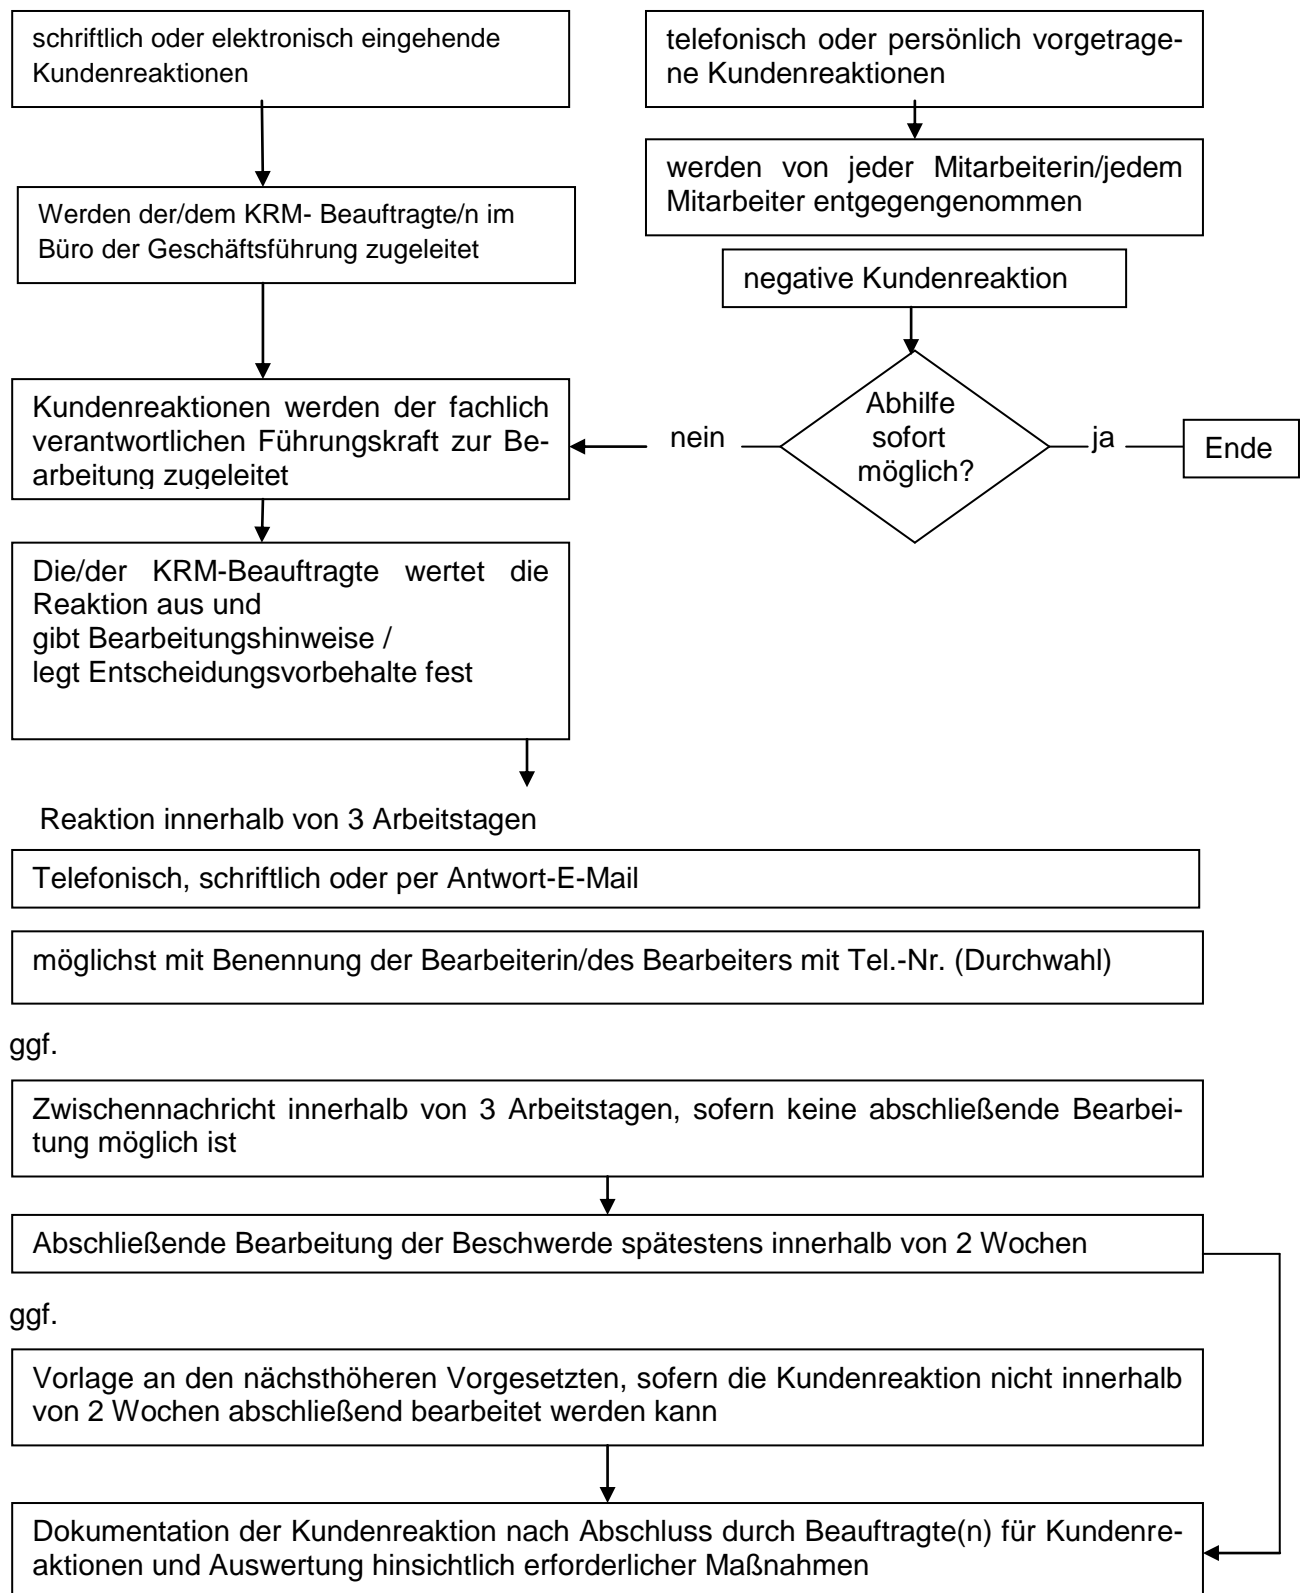 schriftlich oder elektronisch eingehende
Kundenreaktionen
telefonisch oder persönlich vorgetrage-
ne Kundenreaktionen
werden von jeder Mitarbeiterin/jedem
Mitarbeiter entgegengenommen
Werden der/dem KRM- Beauftragte/n im
Büro der Geschäftsführung zugeleitet
negative Kundenreaktion
Kundenreaktionen werden der fachlich
verantwortlichen Führungskraft zur Be-
arbeitung zugeleitet
nein
Abhilfe
sofort
möglich?
ja
Ende
Die/der KRM-Beauftragte wertet die
Reaktion aus und
gibt Bearbeitungshinweise /
legt Entscheidungsvorbehalte fest
Reaktion innerhalb von 3 Arbeitstagen
Telefonisch, schriftlich oder per Antwort-E-Mail
möglichst mit Benennung der Bearbeiterin/des Bearbeiters mit Tel.-Nr. (Durchwahl)
ggf.
Zwischennachricht innerhalb von 3 Arbeitstagen, sofern keine abschließende Bearbei-
tung möglich ist
Abschließende Bearbeitung der Beschwerde spätestens innerhalb von 2 Wochen
ggf.
Vorlage an den nächsthöheren Vorgesetzten, sofern die Kundenreaktion nicht innerhalb
von 2 Wochen abschließend bearbeitet werden kann
Dokumentation der Kundenreaktion nach Abschluss durch Beauftragte(n) für Kundenre-
aktionen und Auswertung hinsichtlich erforderlicher Maßnahmen